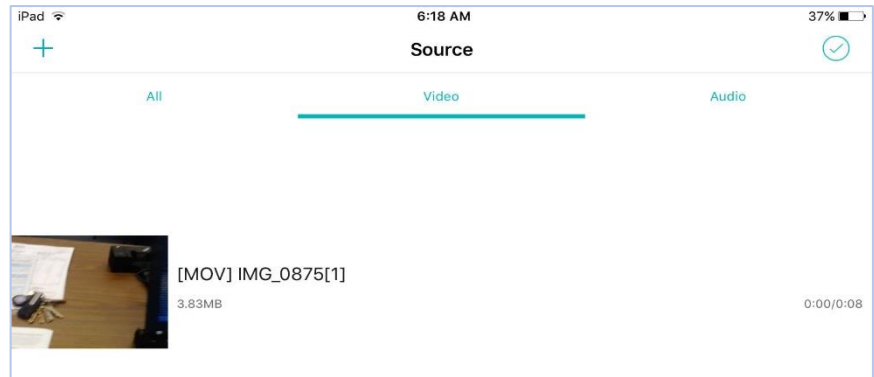 iPad 6:18 AM 37%
Source
All Video Audio
[MOV] IMG_0875[1]
3.83MB 0:00/0:08